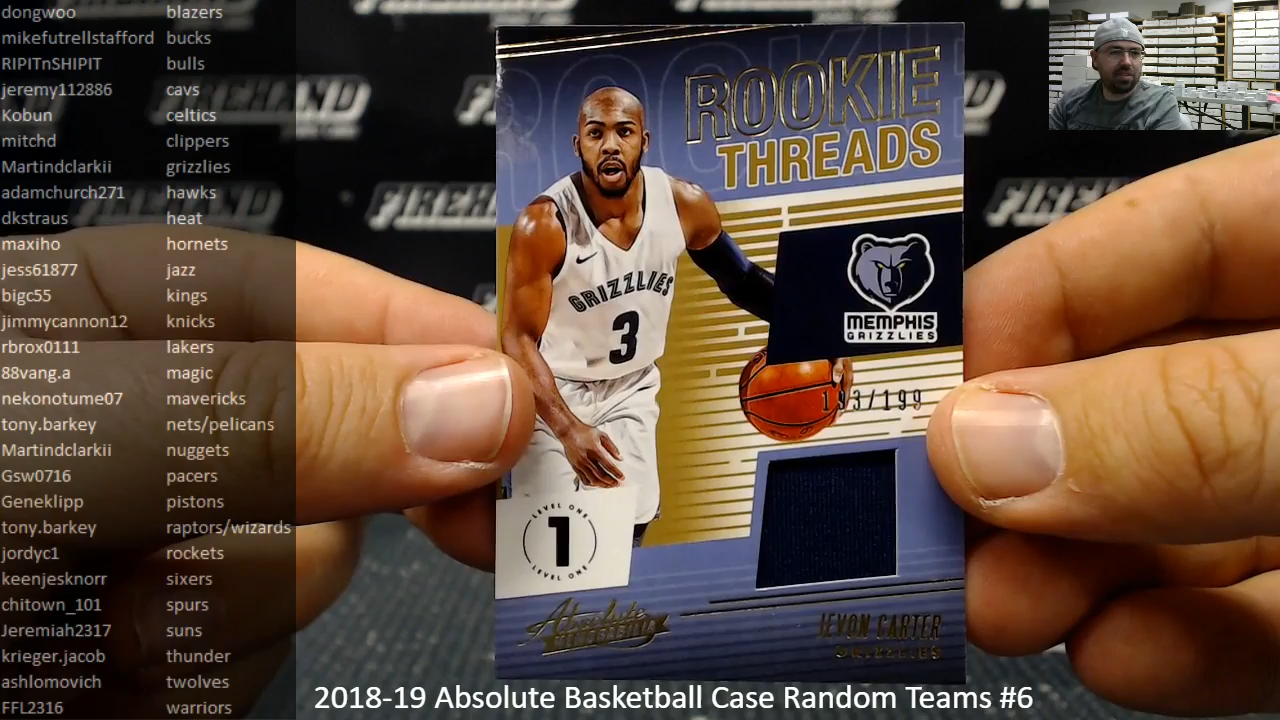 dongwoo blazers
mikefutrellstafford bucks
RIPITnSHIPIT bulls
jeremy112886 cavs
Kobun celtics
mitchd clippers
Martindclarkii grizzlies
adamchurch271 hawks
dkstraus heat
maxiho hornets
jess61877 jazz
bigc55 kings
jimmycannon12 knicks
rbrox0111 lakers
88vang.a magic
nekonotume07 mavericks
tony.barkey nets/pelicans
Martindclarkii nuggets
Gsw0716 pacers
Geneklipp pistons
tony.barkey raptors/wizards
jordyc1 rockets
keenjesknorr sixers
chitown_101 spurs
Jeremiah2317 suns
krieger.jacob thunder
ashlomovich twolves
FFL2316 warriors
FIREHAND
ROOKIE
ROOKIE
THREADS
GRIZZLIES
3
MEMPHIS
GRIZZLIES
193/199
LEVEL ONE
1
LEVEL ONE
Absolute
JEVON CARTER
GRIZZLIES
2018-19 Absolute Basketball Case Random Teams #6